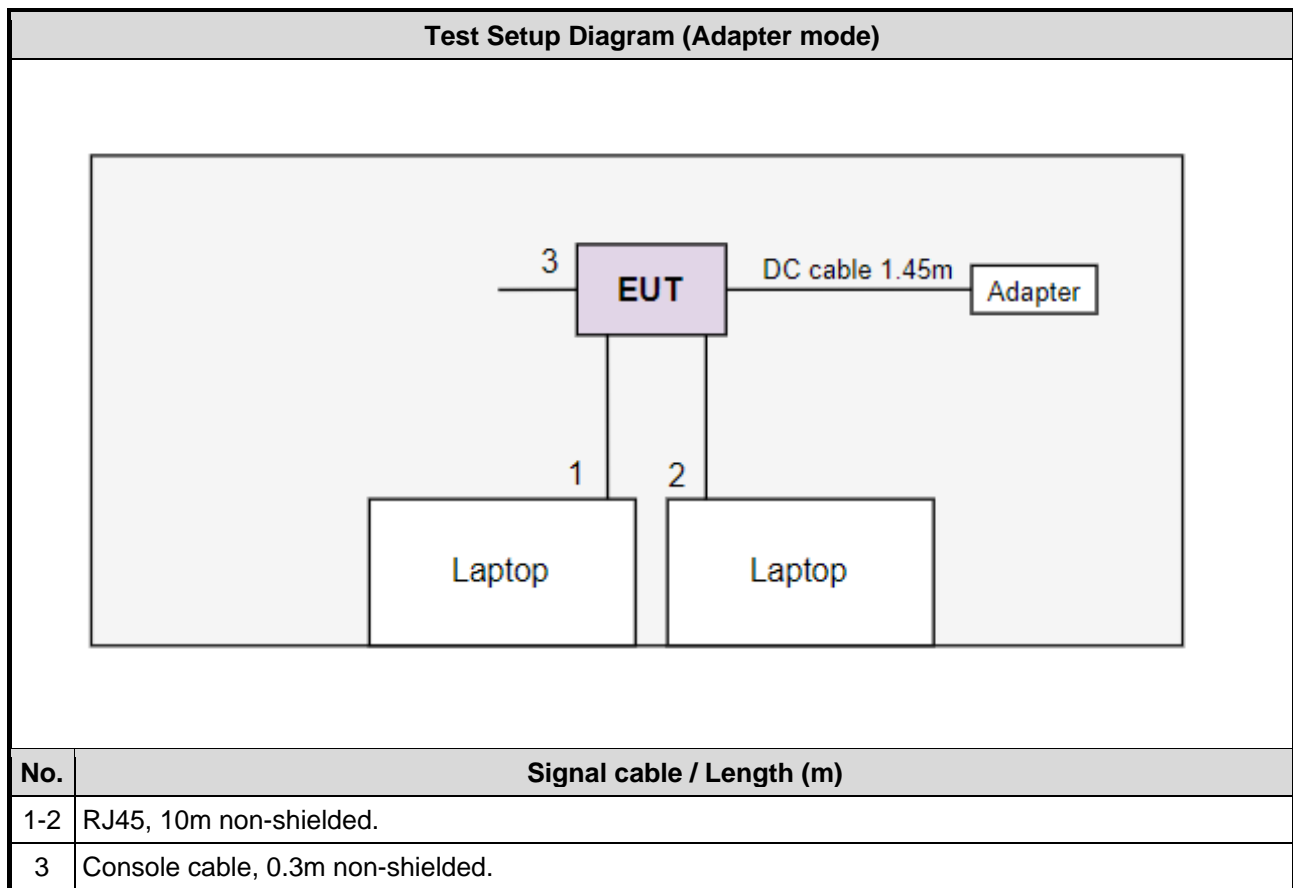 Test Setup Diagram (Adapter mode)
3
EUT
DC cable 1.45m
Adapter
1
2
Laptop
Laptop
No.
Signal cable / Length (m)
1-2
RJ45, 10m non-shielded.
3
Console cable, 0.3m non-shielded.